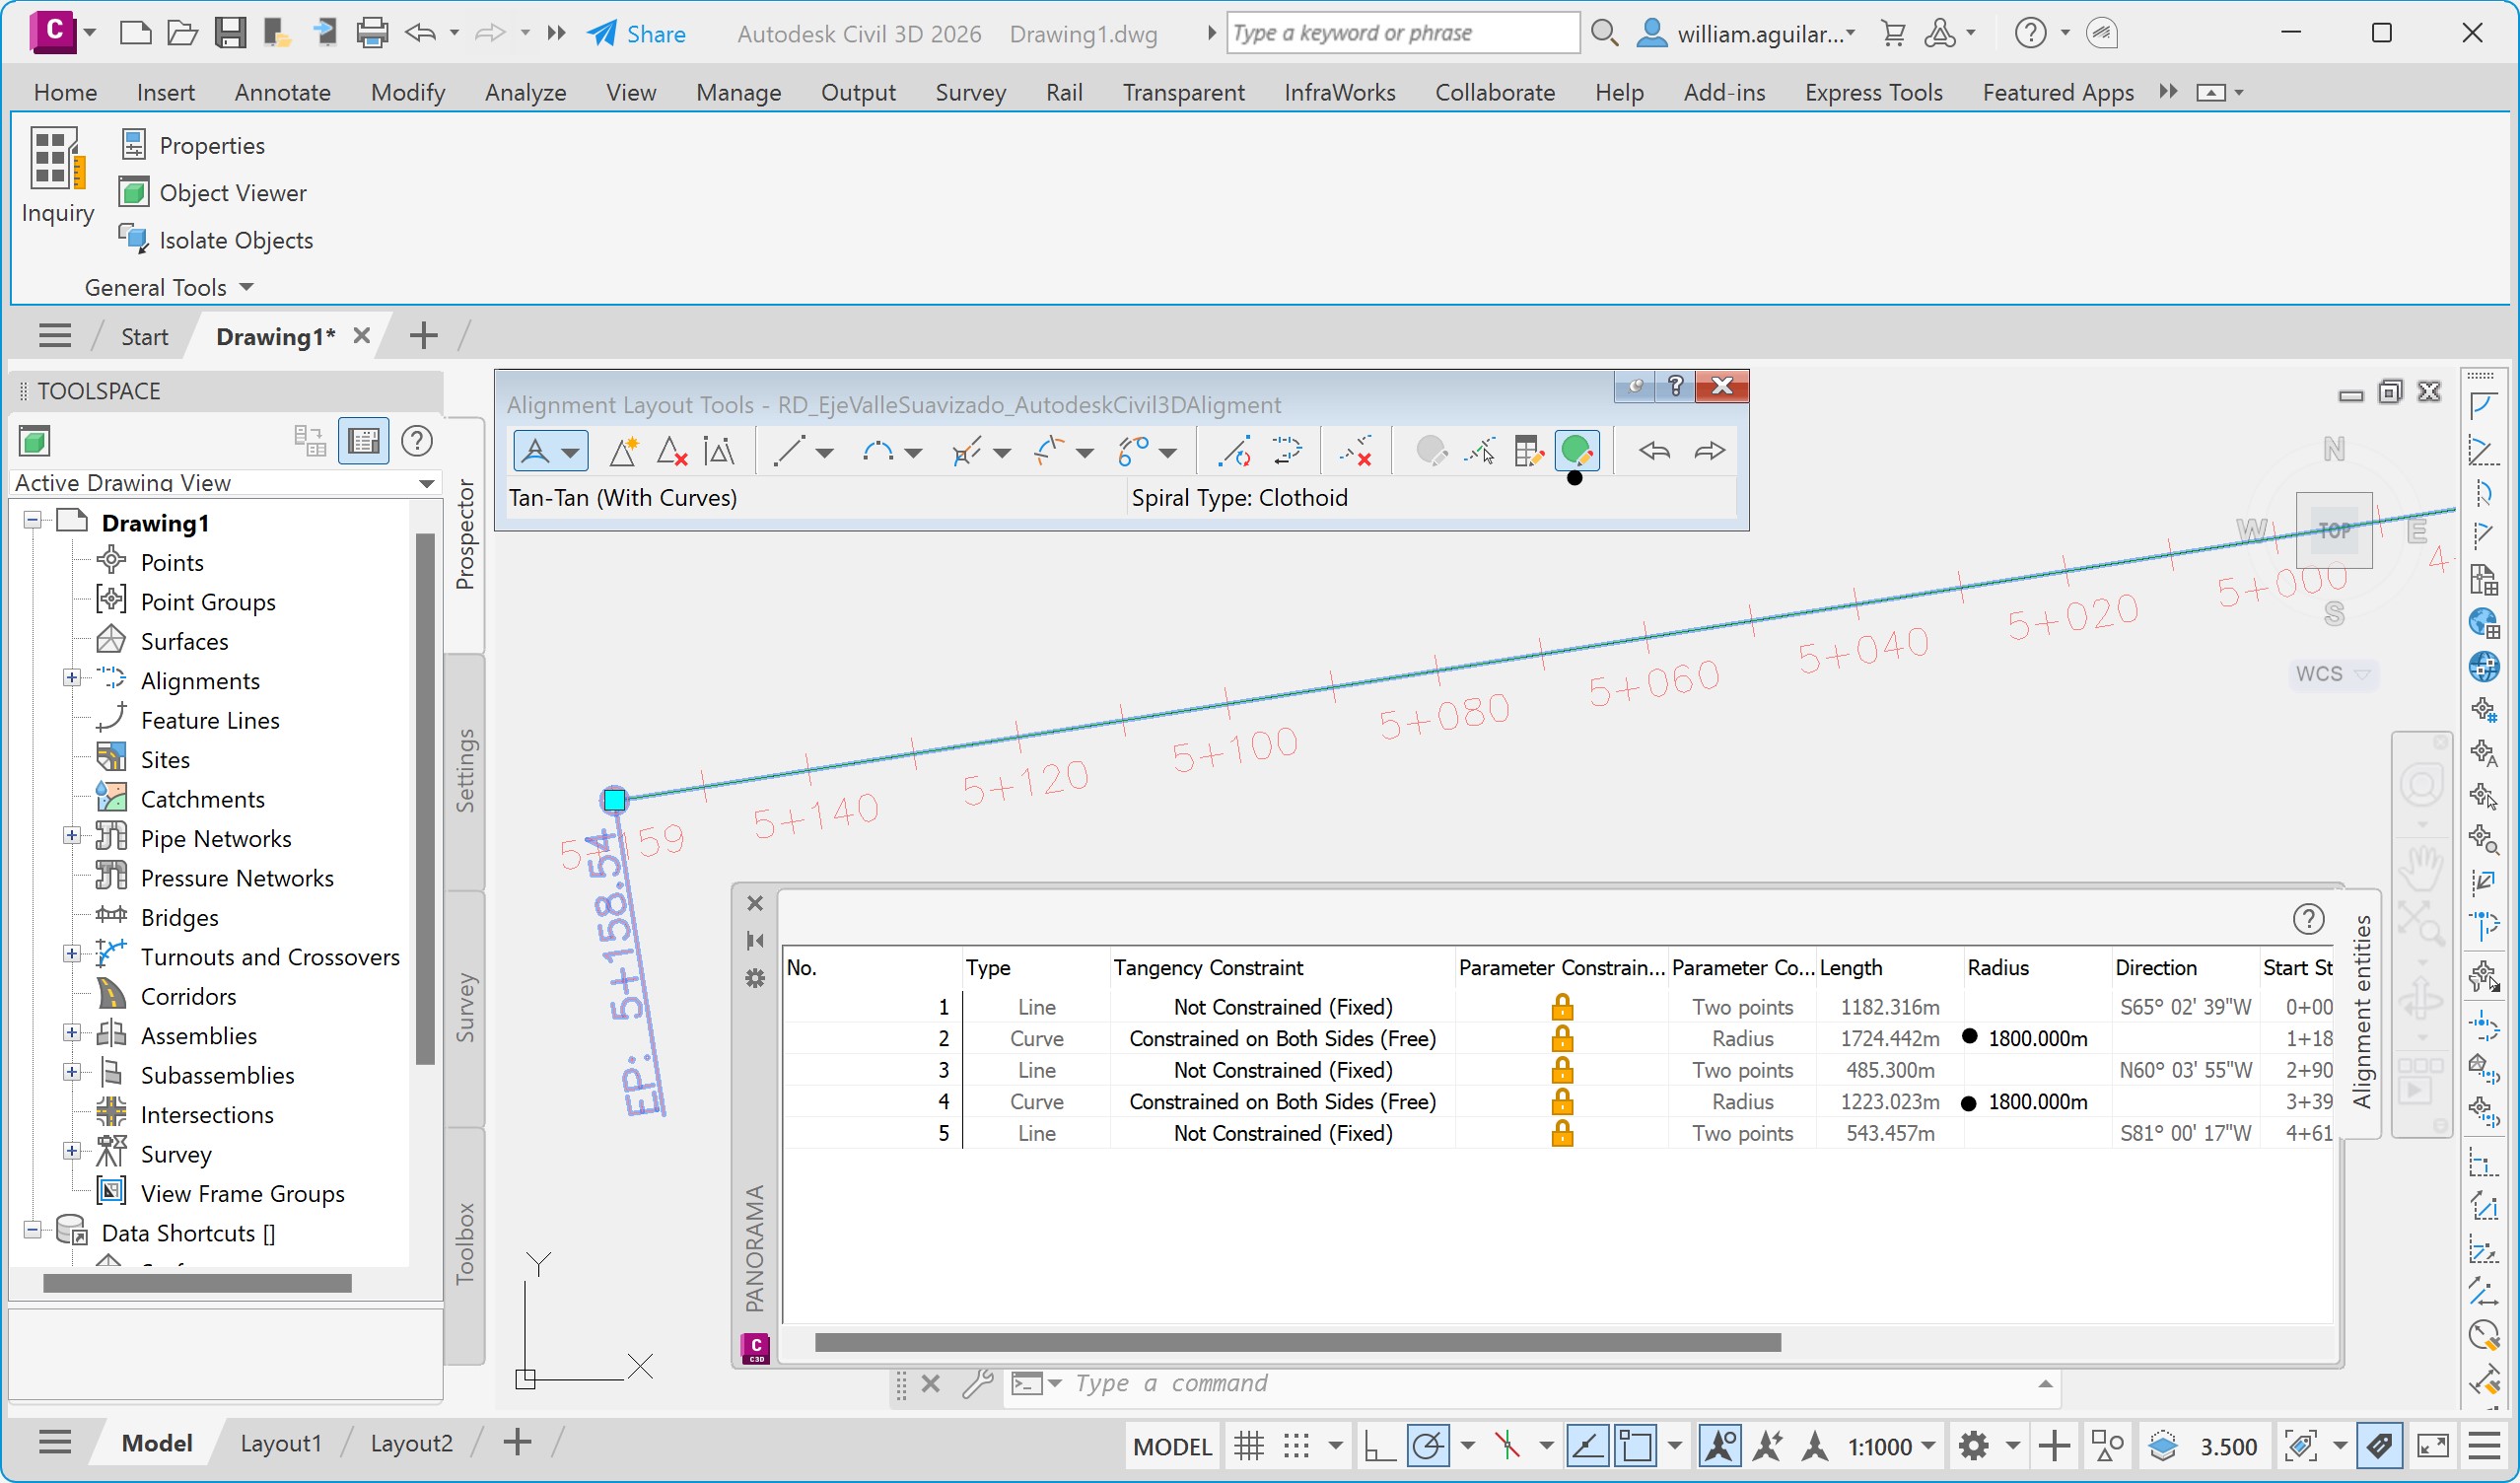 Share
Autodesk Civil 3D 2026 Drawing1.dwg
Type a keyword or phrase
william.aguilar...
Home Insert Annotate Modify Analyze View Manage Output Survey Rail Transparent InfraWorks Collaborate Help Add-ins Express Tools Featured Apps
Inquiry
Properties
Object Viewer
Isolate Objects
General Tools
Start Drawing1*
TOOLSPACE
Active Drawing View
Drawing1
Points
Point Groups
Surfaces
Alignments
Feature Lines
Sites
Catchments
Pipe Networks
Pressure Networks
Bridges
Turnouts and Crossovers
Corridors
Assemblies
Subassemblies
Intersections
Survey
View Frame Groups
Data Shortcuts []
Prospector
Settings
Survey
Toolbox
Alignment Layout Tools - RD_EjeValleSuavizado_AutodeskCivil3DAligment
Tan-Tan (With Curves) Spiral Type: Clothoid
N
W TOP E
S
WCS
5+000
5+020
5+040
5+060
5+080
5+100
5+120
5+140
5+159
EP: 5+158.54
Y
X
PANORAMA
Alignment entities
No. Type Tangency Constraint Parameter Constrain... Parameter Co... Length Radius Direction Start St
1 Line Not Constrained (Fixed) Two points 1182.316m S65° 02' 39"W 0+00
2 Curve Constrained on Both Sides (Free) Radius 1724.442m 1800.000m 1+18
3 Line Not Constrained (Fixed) Two points 485.300m N60° 03' 55"W 2+90
4 Curve Constrained on Both Sides (Free) Radius 1223.023m 1800.000m 3+39
5 Line Not Constrained (Fixed) Two points 543.457m S81° 00' 17"W 4+61
C
C3D
Type a command
Model Layout1 Layout2
MODEL 1:1000 3.500